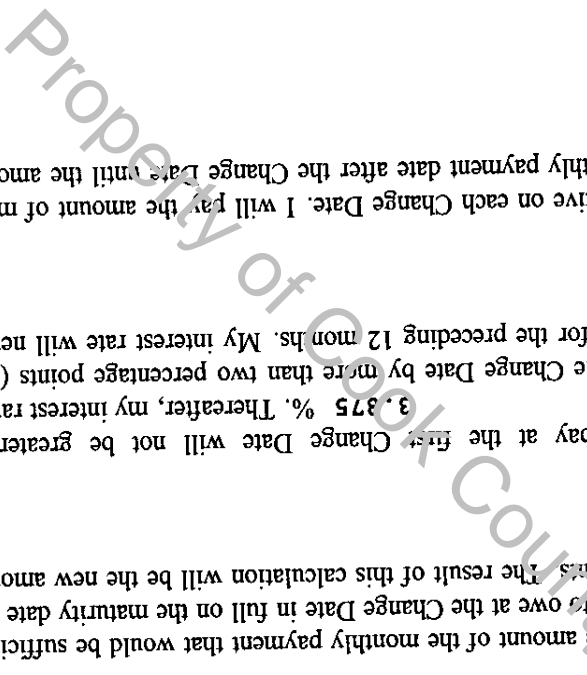 amount of the monthly payment that would be
to owe at the Change Date in full on the maturity date
The result of this calculation will be the new amo
pay at the first Change Date will not be greater
3.875 %. Thereafter, my interest ra
e Change Date by more than two percentage points (
for the preceding 12 months. My interest rate will ne
tive on each Change Date. I will pay the amount of m
thly payment date after the Change Date until the amo
Property of Cook Coun